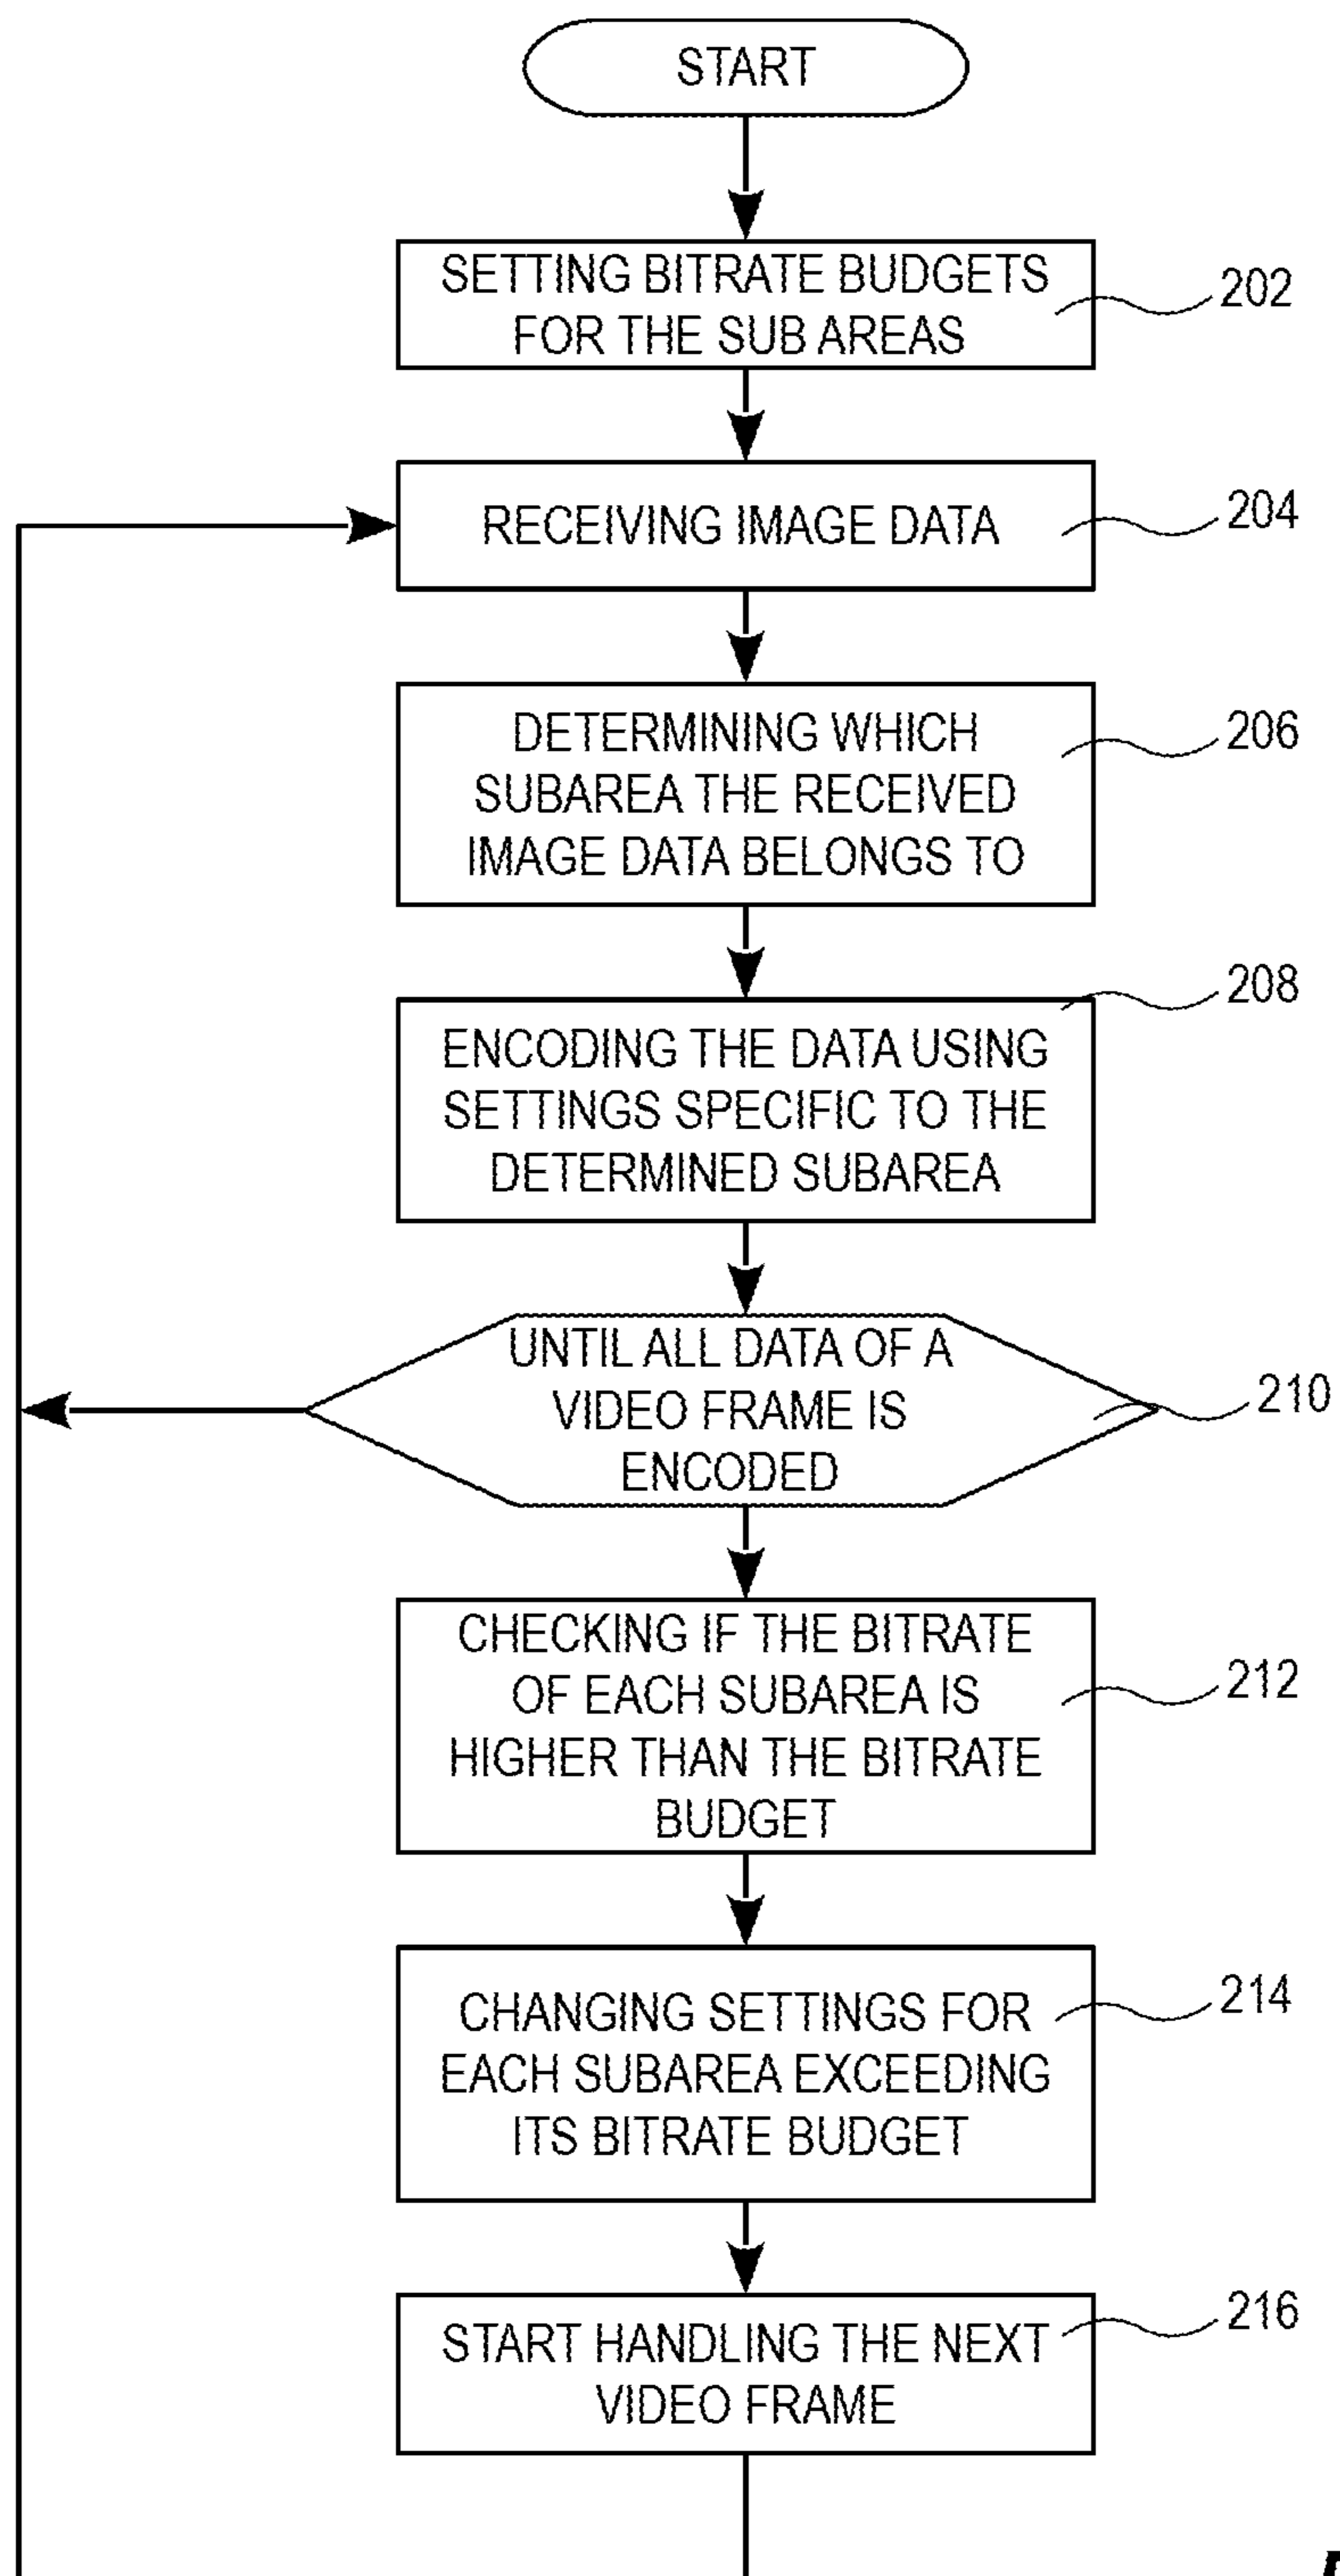 START
SETTING BITRATE BUDGETS
FOR THE SUB AREAS
202
RECEIVING IMAGE DATA
204
DETERMINING WHICH
SUBAREA THE RECEIVED
IMAGE DATA BELONGS TO
206
ENCODING THE DATA USING
SETTINGS SPECIFIC TO THE
DETERMINED SUBAREA
208
UNTIL ALL DATA OF A
VIDEO FRAME IS
ENCODED
210
CHECKING IF THE BITRATE
OF EACH SUBAREA IS
HIGHER THAN THE BITRATE
BUDGET
212
CHANGING SETTINGS FOR
EACH SUBAREA EXCEEDING
ITS BITRATE BUDGET
214
START HANDLING THE NEXT
VIDEO FRAME
216